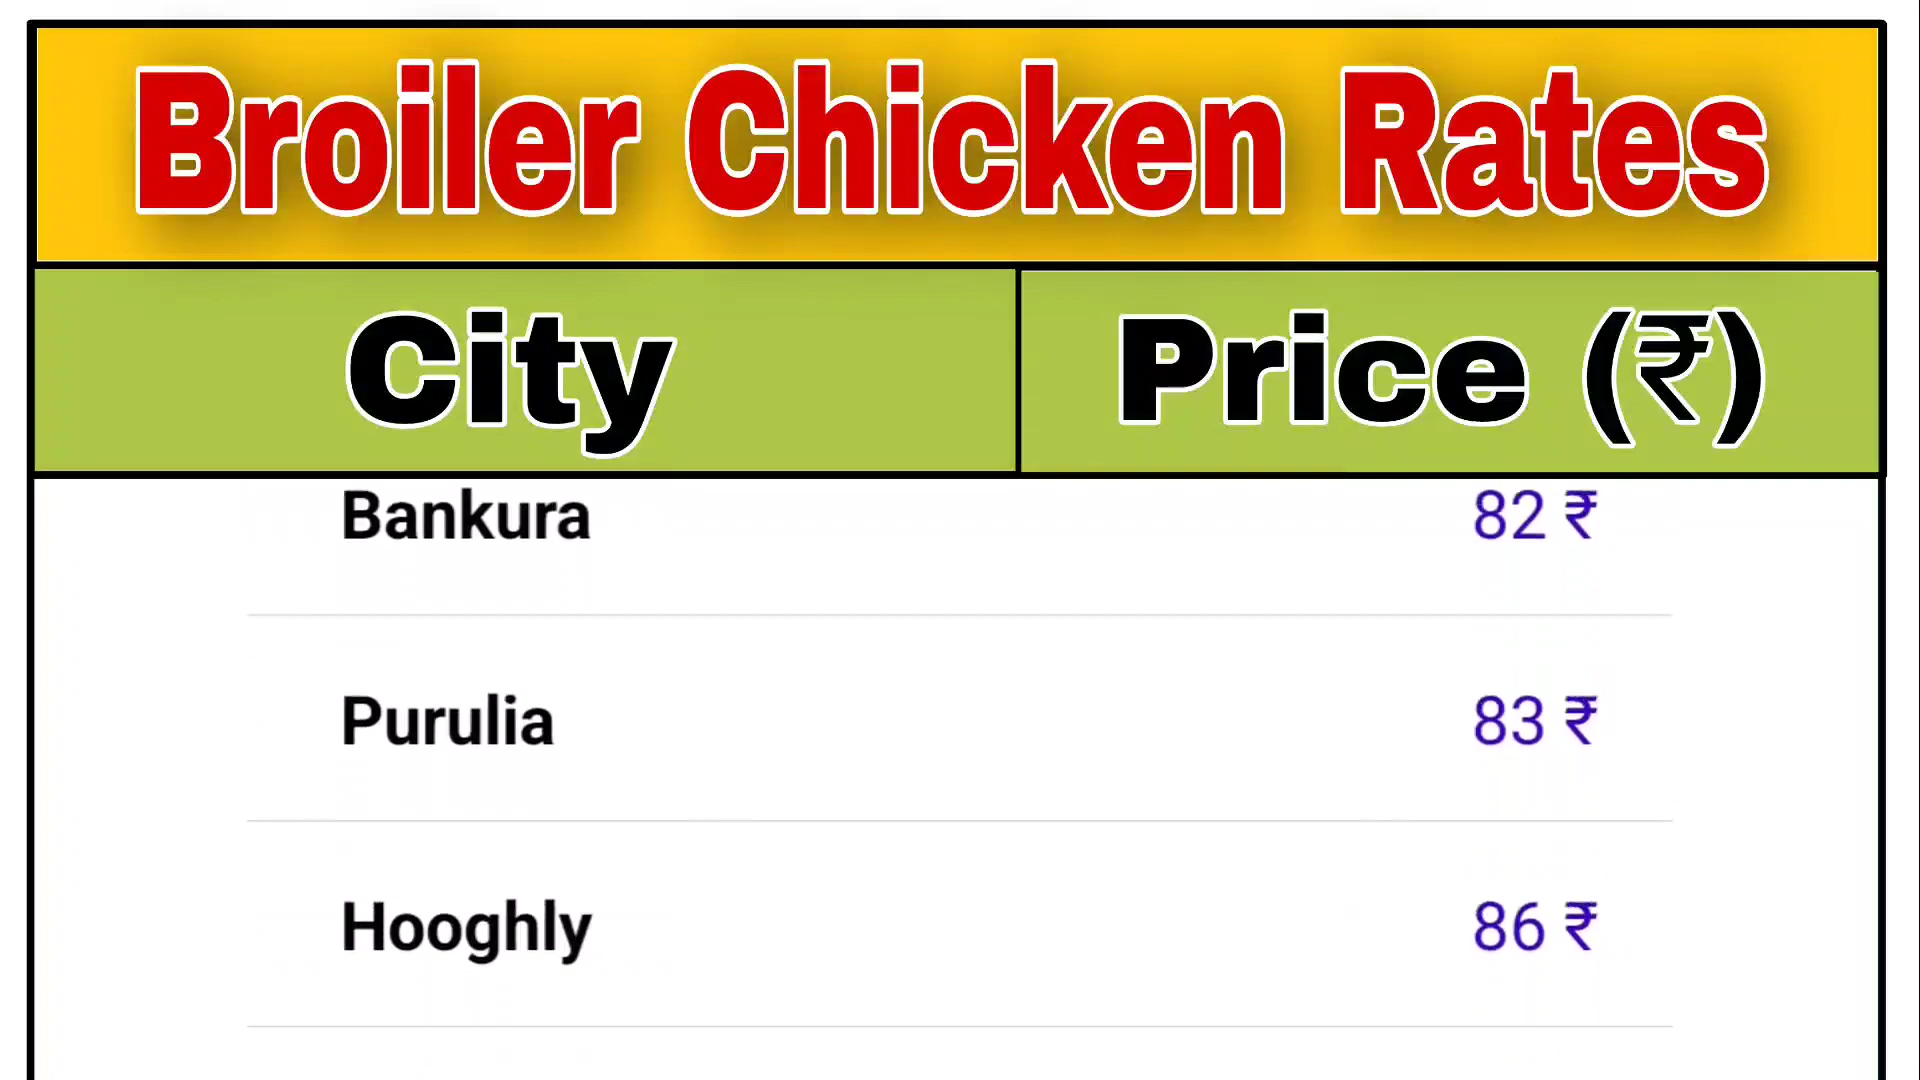 Broiler Chicken Rates
City Price (₹)
Bankura 82 ₹
Purulia 83 ₹
Hooghly 86 ₹